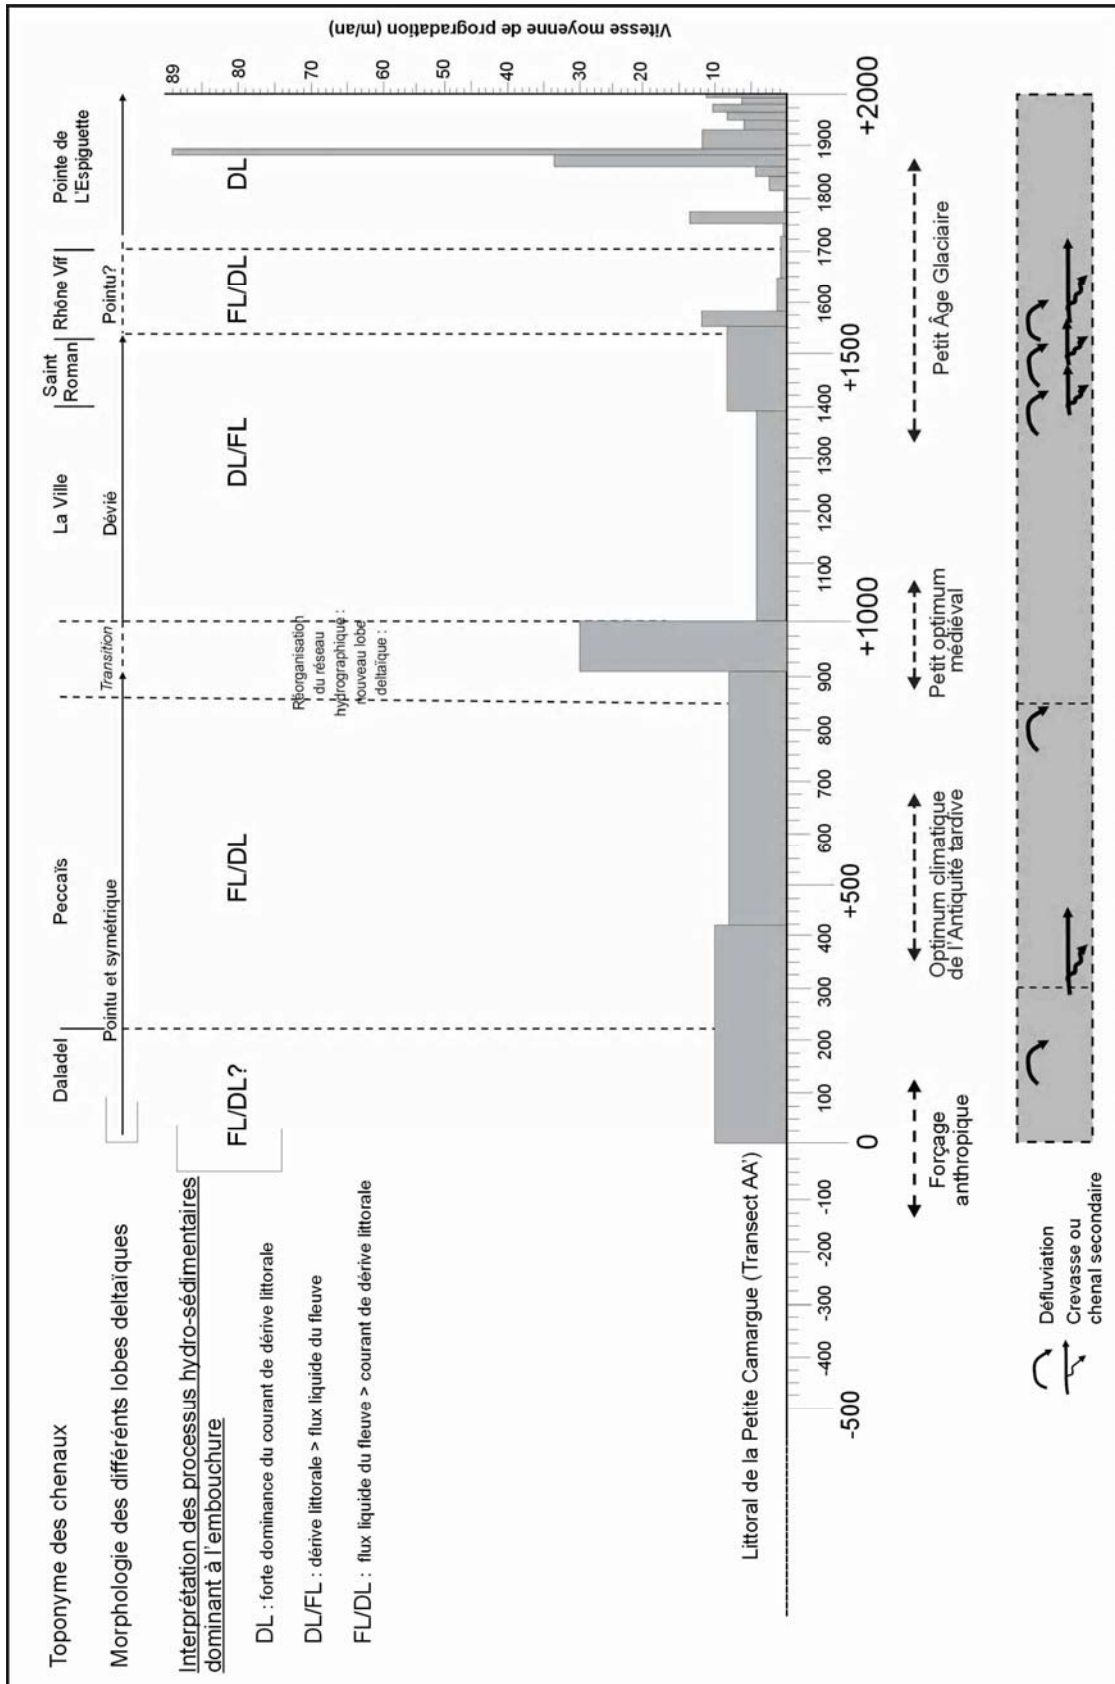 Toponyme des chenaux
Daladel
Peccaïs
La Ville
Saint
Roman
Rhône Vif
Pointe de
L'Espiguette
Morphologie des différénts lobes deltaïques
Pointu et symétrique
Transition
Dévié
Pointu?
Interprétation des processus hydro-sédimentaires
dominant à l'embouchure
DL : forte dominance du courant de dérive littorale
DL/FL : dérive littorale > flux liquide du fleuve
FL/DL : flux liquide du fleuve > courant de dérive littorale
FL/DL?
FL/DL
DL/FL
FL/DL
DL
Réorganisation
du réseau
hydrographique :
nouveau lobe
deltaïque :
89
80
70
60
50
40
30
20
10
Vitesse moyenne de progradation (m/an)
Littoral de la Petite Camargue (Transect AA')
-500
-400
-300
-200
-100
0
100
200
300
400
+500
600
700
800
900
+1000
1100
1200
1300
1400
+1500
1600
1700
1800
1900
+2000
Forçage
anthropique
Optimum climatique
de l'Antiquité tardive
Petit optimum
médiéval
Petit Âge Glaciaire
Défluviation
Crevasse ou
chenal secondaire